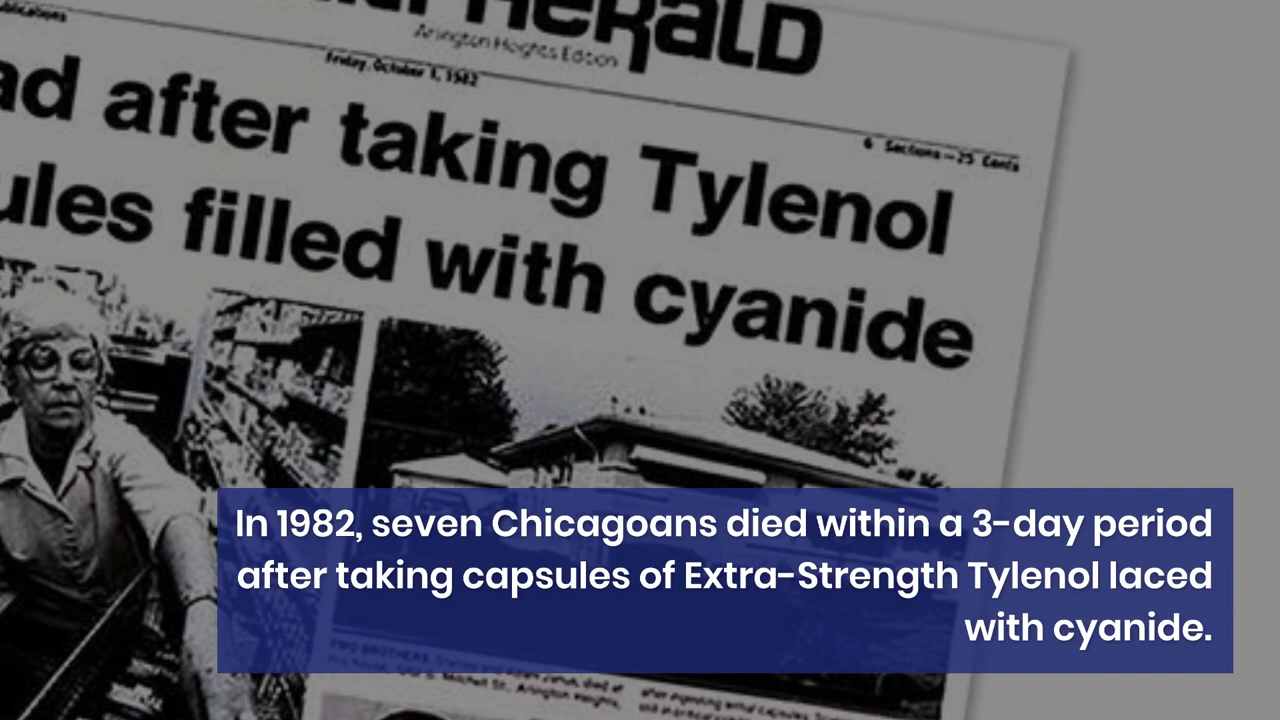 HERALD
Arlington Heights Edition
Friday, October 1, 1982
6 Sections—25 Cents
ad after taking Tylenol
ules filled with cyanide
In 1982, seven Chicagoans died within a 3-day period
after taking capsules of Extra-Strength Tylenol laced
with cyanide.